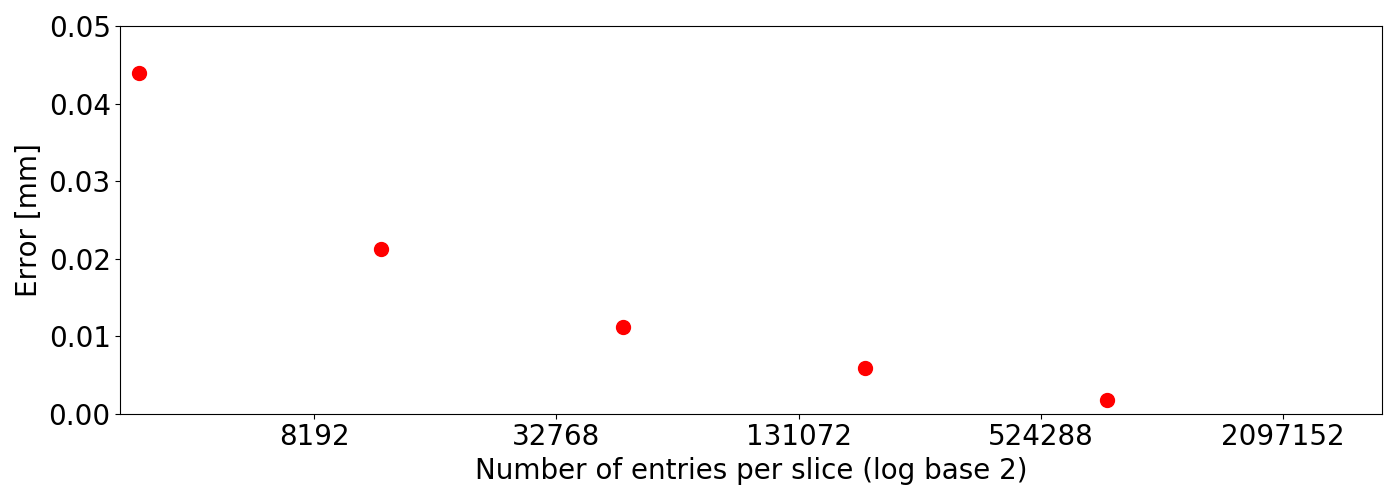 0.05
0.04
0.03
0.02
0.01
0.00
Error [mm]
8192 32768 131072 524288 2097152
Number of entries per slice (log base 2)